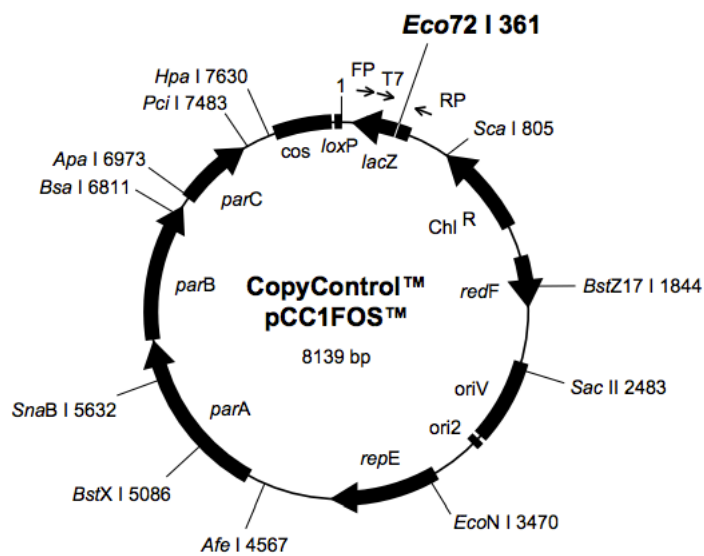 Eco72 I 361
FP
T7
1
RP
Hpa I 7630
Pci I 7483
Sca I 805
cos
loxP
lacZ
Apa I 6973
Bsa I 6811
parC
Chl R
parB
CopyControl™
pCC1FOS™
8139 bp
redF
BstZ17 I 1844
SnaB I 5632
parA
oriV
Sac II 2483
ori2
repE
BstX I 5086
EcoN I 3470
Afe I 4567